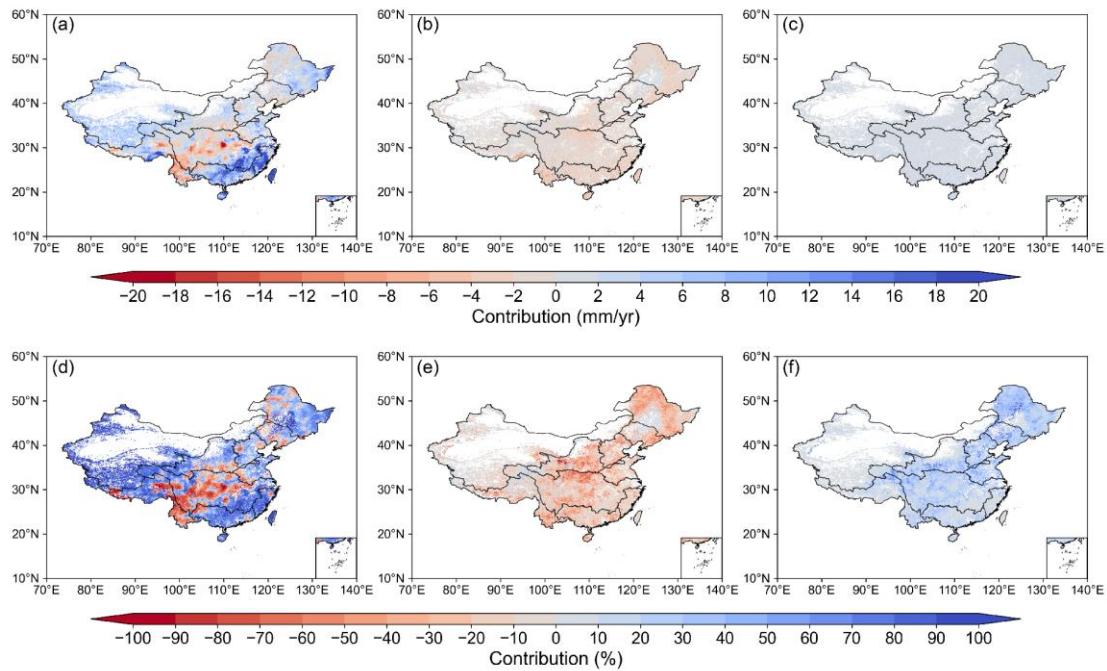 (a) (b) (c)
60°N 60°N 60°N
50°N 50°N 50°N
40°N 40°N 40°N
30°N 30°N 30°N
20°N 20°N 20°N
10°N 10°N 10°N
70°E 80°E 90°E 100°E 110°E 120°E 130°E 140°E 70°E 80°E 90°E 100°E 110°E 120°E 130°E 140°E 70°E 80°E 90°E 100°E 110°E 120°E 130°E 140°E
−20 −18 −16 −14 −12 −10 −8 −6 −4 −2 0 2 4 6 8 10 12 14 16 18 20
Contribution (mm/yr)
(d) (e) (f)
60°N 60°N 60°N
50°N 50°N 50°N
40°N 40°N 40°N
30°N 30°N 30°N
20°N 20°N 20°N
10°N 10°N 10°N
70°E 80°E 90°E 100°E 110°E 120°E 130°E 140°E 70°E 80°E 90°E 100°E 110°E 120°E 130°E 140°E 70°E 80°E 90°E 100°E 110°E 120°E 130°E 140°E
−100 −90 −80 −70 −60 −50 −40 −30 −20 −10 0 10 20 30 40 50 60 70 80 90 100
Contribution (%)